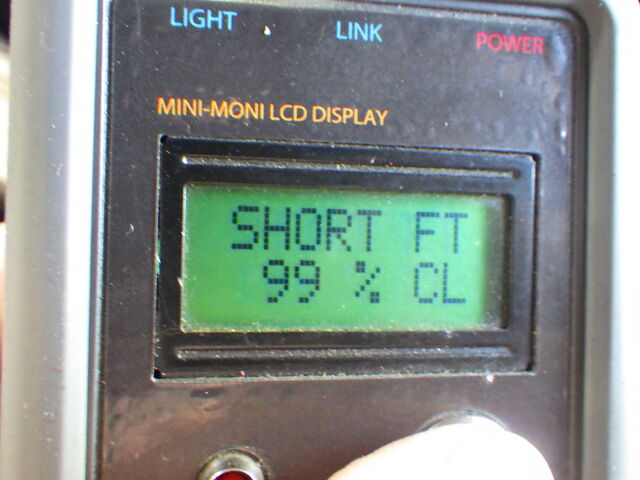 LIGHT LINK POWER
MINI-MONI LCD DISPLAY
SHORT FT
99 % CL